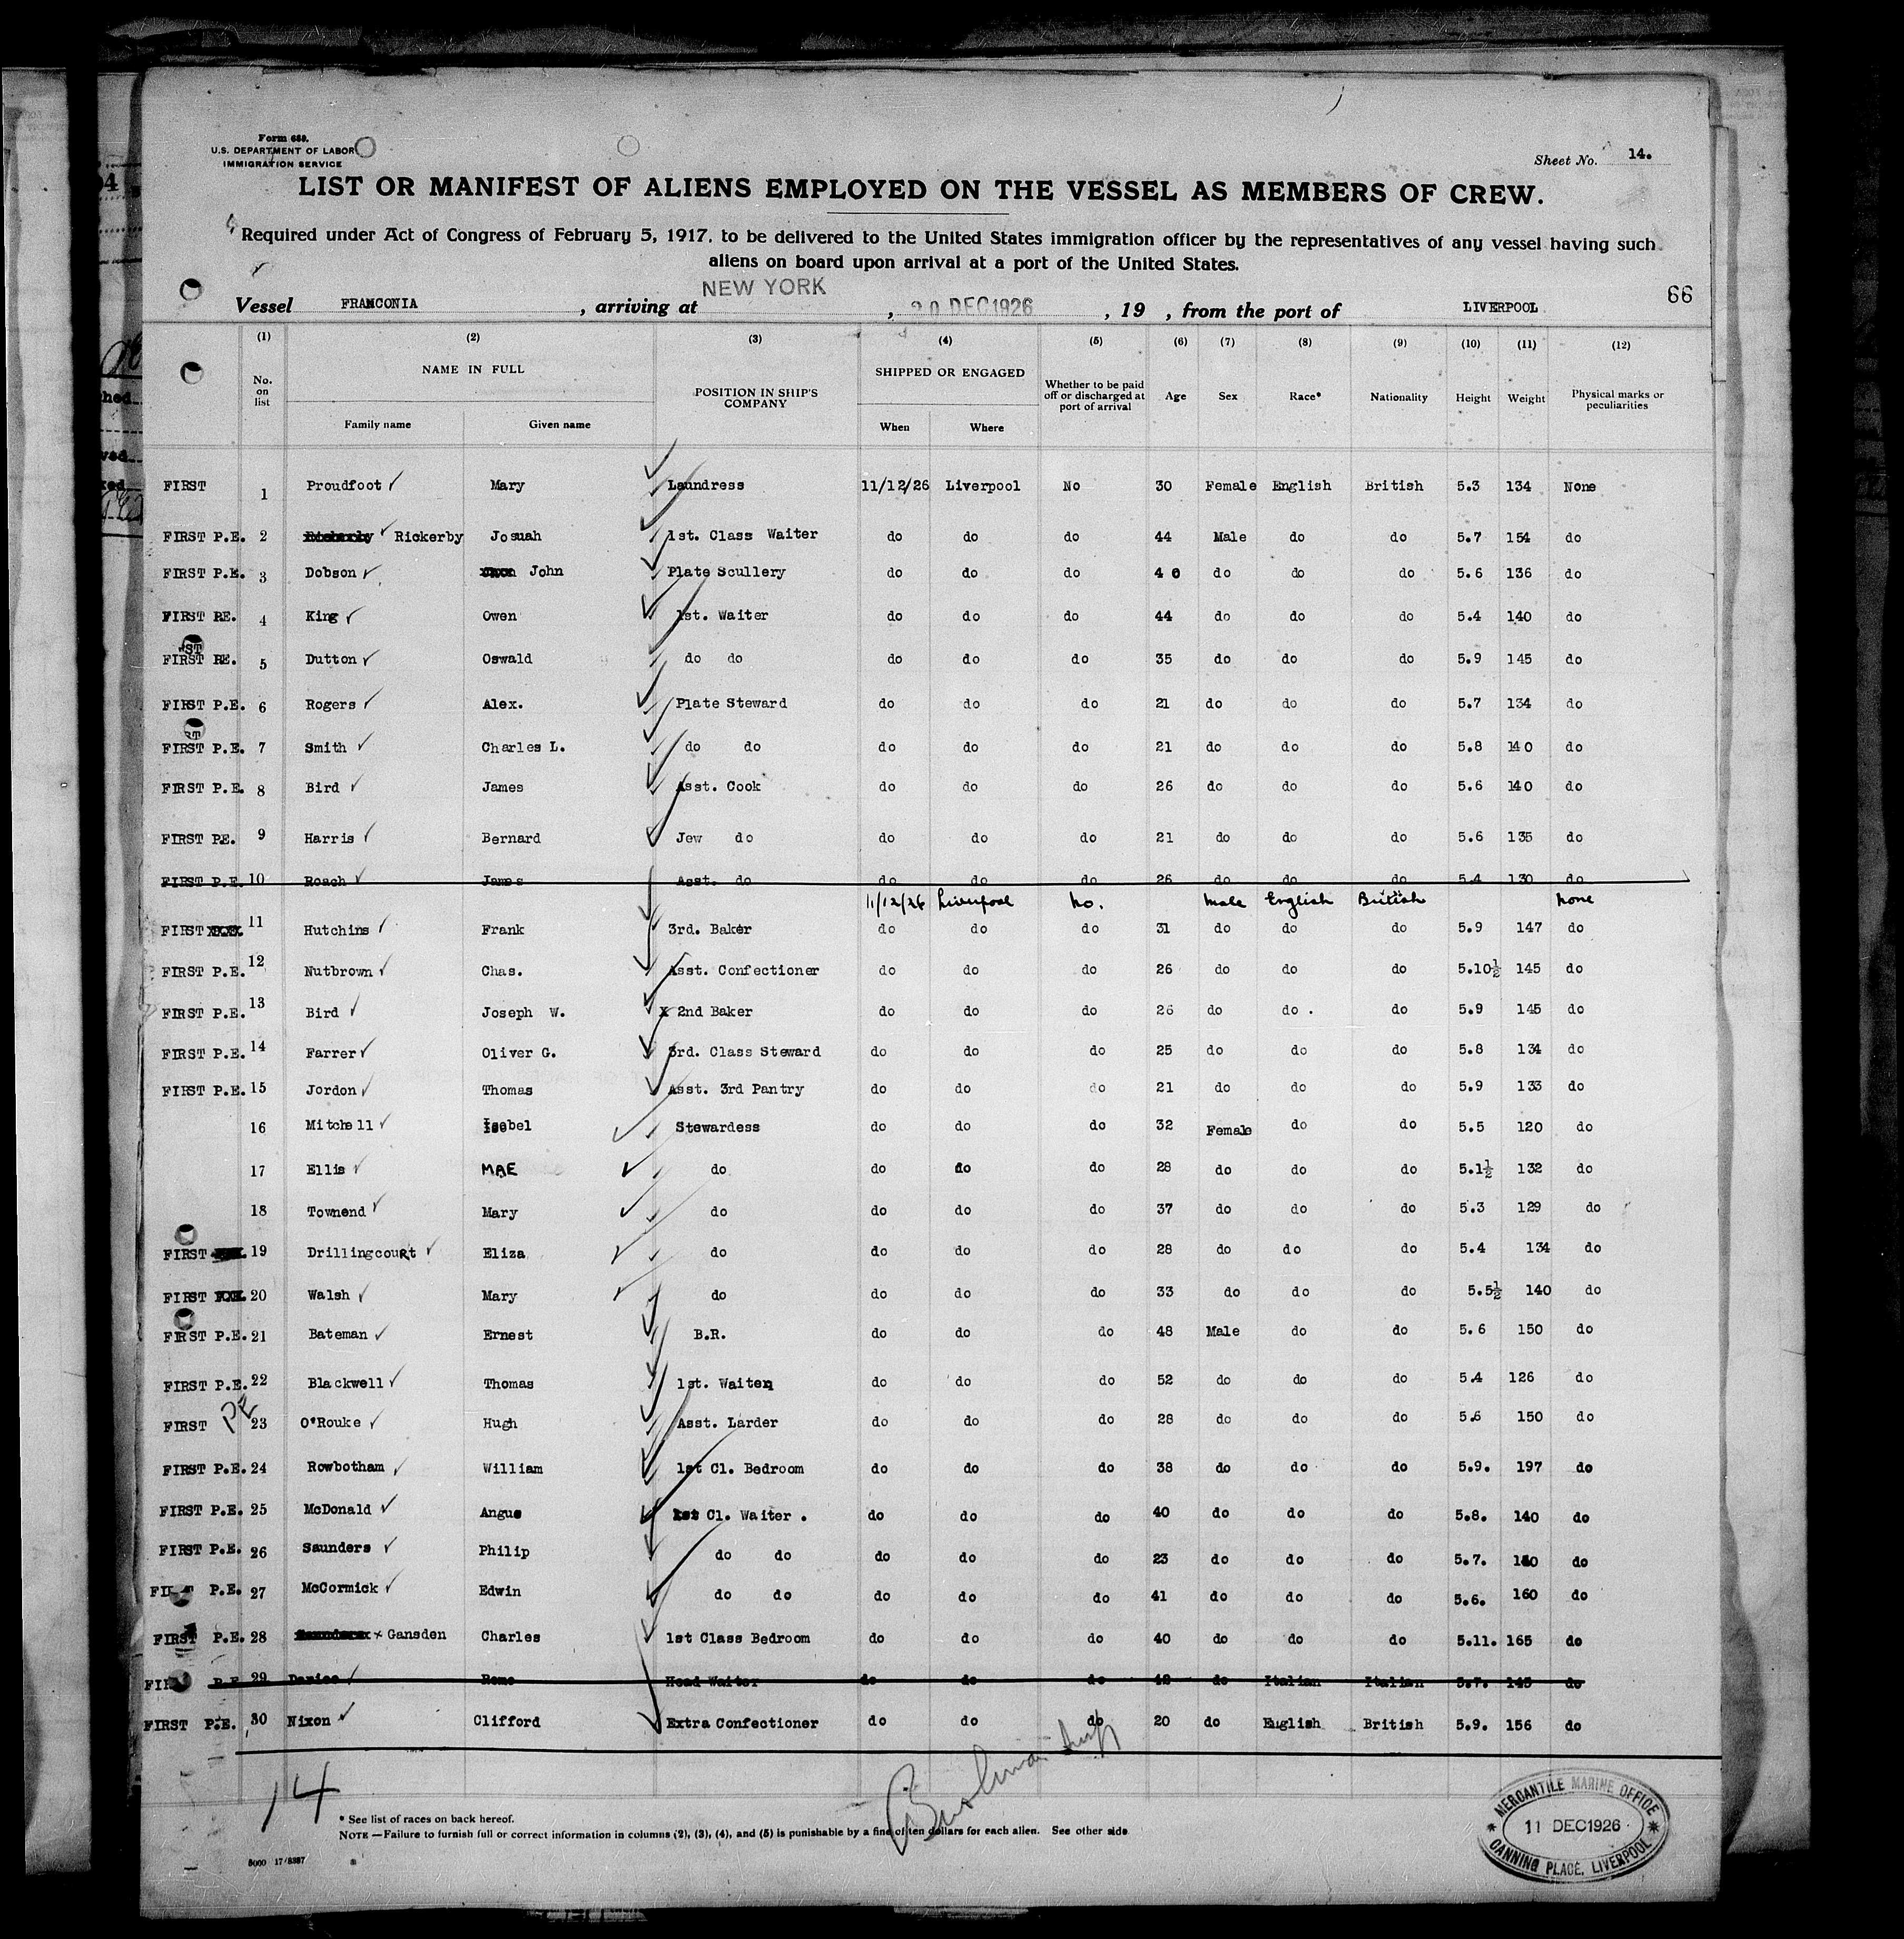 Form 689.
U.S. DEPARTMENT OF LABOR
IMMIGRATION SERVICE
Sheet No. 14.
LIST OR MANIFEST OF ALIENS EMPLOYED ON THE VESSEL AS MEMBERS OF CREW.
Required under Act of Congress of February 5, 1917, to be delivered to the United States immigration officer by the representatives of any vessel having such
aliens on board upon arrival at a port of the United States.
66
Vessel FRANCONIA , arriving at NEW YORK , 20 DEC 1926 , 19 , from the port of LIVERPOOL
(1) (2) (3) (4) (5) (6) (7) (8) (9) (10) (11) (12)
No. on list NAME IN FULL Family name Given name POSITION IN SHIP'S COMPANY SHIPPED OR ENGAGED When Where Whether to be paid off or discharged at port of arrival Age Sex Race* Nationality Height Weight Physical marks or peculiarities
FIRST 1 Proudfoot Mary Laundress 11/12/26 Liverpool No 30 Female English British 5.3 134 None
FIRST P.E. 2 Rickerby Josuah 1st. Class Waiter do do do 44 Male do do 5.7 154 do
FIRST P.E. 3 Dobson John Plate Scullery do do do 40 do do do 5.6 136 do
FIRST P.E. 4 King Owen 1st. Waiter do do do 44 do do do 5.4 140 do
FIRST P.E. 5 Dutton Oswald do do do do do 35 do do do 5.9 145 do
FIRST P.E. 6 Rogers Alex. Plate Steward do do do 21 do do do 5.7 134 do
FIRST P.E. 7 Smith Charles L. do do do do do 21 do do do 5.8 140 do
FIRST P.E. 8 Bird James Asst. Cook do do do 26 do do do 5.6 140 do
FIRST P.E. 9 Harris Bernard Jew do do do do 21 do do do 5.6 135 do
FIRST P.E. 10 Roach James Asst. do do do do 26 do do do 5.4 130 do
11/12/26 Liverpool No. Male English British none
FIRST 11 Hutchins Frank 3rd. Baker do do do 31 do do do 5.9 147 do
FIRST P.E. 12 Nutbrown Chas. Asst. Confectioner do do do 26 do do do 5.10½ 145 do
FIRST P.E. 13 Bird Joseph W. x 2nd Baker do do do 26 do do . do 5.9 145 do
FIRST P.E. 14 Farrer Oliver G. 3rd. Class Steward do do do 25 do do do 5.8 134 do
FIRST P.E. 15 Jordon Thomas Asst. 3rd Pantry do do do 21 do do do 5.9 133 do
16 Mitchell Isobel Stewardess do do do 32 Female do do 5.5 120 do
17 Ellis MAE do do do do 28 do do do 5.1½ 132 do
18 Townend Mary do do do do 37 do do do 5.3 129 do
FIRST 19 Drillingcourt Eliza do do do do 28 do do do 5.4 134 do
FIRST 20 Walsh Mary do do do do 33 do do do 5.5½ 140 do
FIRST P.E. 21 Bateman Ernest B.R. do do do 48 Male do do 5.6 150 do
FIRST P.E. 22 Blackwell Thomas 1st. Waiter do do do 52 do do do 5.4 126 do
FIRST PE 23 O'Rouke Hugh Asst. Larder do do do 28 do do do 5.6 150 do
FIRST P.E. 24 Rowbotham William 1st Cl. Bedroom do do do 38 do do do 5.9. 197 do
FIRST P.E. 25 McDonald Angus 1st Cl. Waiter . do do do 40 do do do 5.8. 140 do
FIRST P.E. 26 Saunders Philip do do do do do 23 do do do 5.7. do
FIRST P.E. 27 McCormick Edwin do do do do do 41 do do do 5.6. 160 do
FIRST P.E. 28 x Gansden Charles 1st Class Bedroom do do do 40 do do do 5.11. 165 do
P.E. 29 Head Waiter do do do do Italian Italian 5.7. 145 do
FIRST P.E. 30 Nixon Clifford Extra Confectioner do do do 20 do English British 5.9. 156 do
14
* See list of races on back hereof.
NOTE —Failure to furnish full or correct information in columns (2), (3), (4), and (5) is punishable by a fine of ten dollars for each alien. See other side
5000 17/8387
MERCANTILE MARINE OFFICE
11 DEC 1926
CANNING PLACE, LIVERPOOL